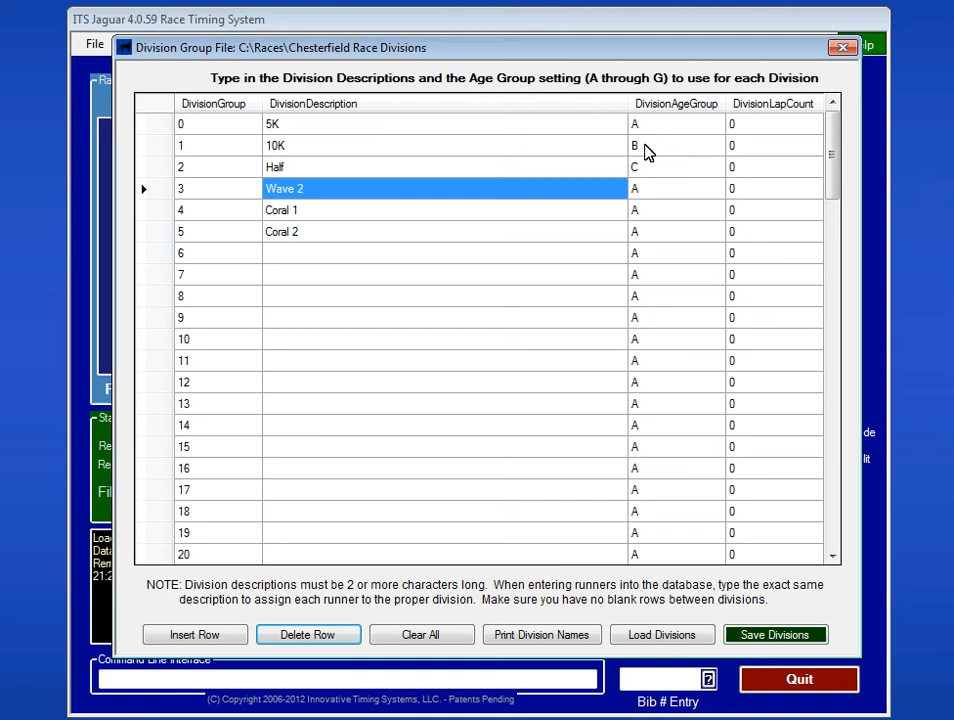 ITS Jaguar 4.0.59 Race Timing System
File
Division Group File: C:\Races\Chesterfield Race Divisions
Type in the Division Descriptions and the Age Group setting (A through G) to use for each Division
DivisionGroup DivisionDescription DivisionAgeGroup DivisionLapCount
0 5K A 0
1 10K B 0
2 Half C 0
3 Wave 2 A 0
4 Coral 1 A 0
5 Coral 2 A 0
6 A 0
7 A 0
8 A 0
9 A 0
10 A 0
11 A 0
12 A 0
13 A 0
14 A 0
15 A 0
16 A 0
17 A 0
18 A 0
19 A 0
20 A 0
NOTE: Division descriptions must be 2 or more characters long. When entering runners into the database, type the exact same
description to assign each runner to the proper division. Make sure you have no blank rows between divisions.
Insert Row Delete Row Clear All Print Division Names Load Divisions Save Divisions
Command Line Interface
? Quit
(C) Copyright 2006-2012 Innovative Timing Systems, LLC. - Patents Pending
Bib # Entry